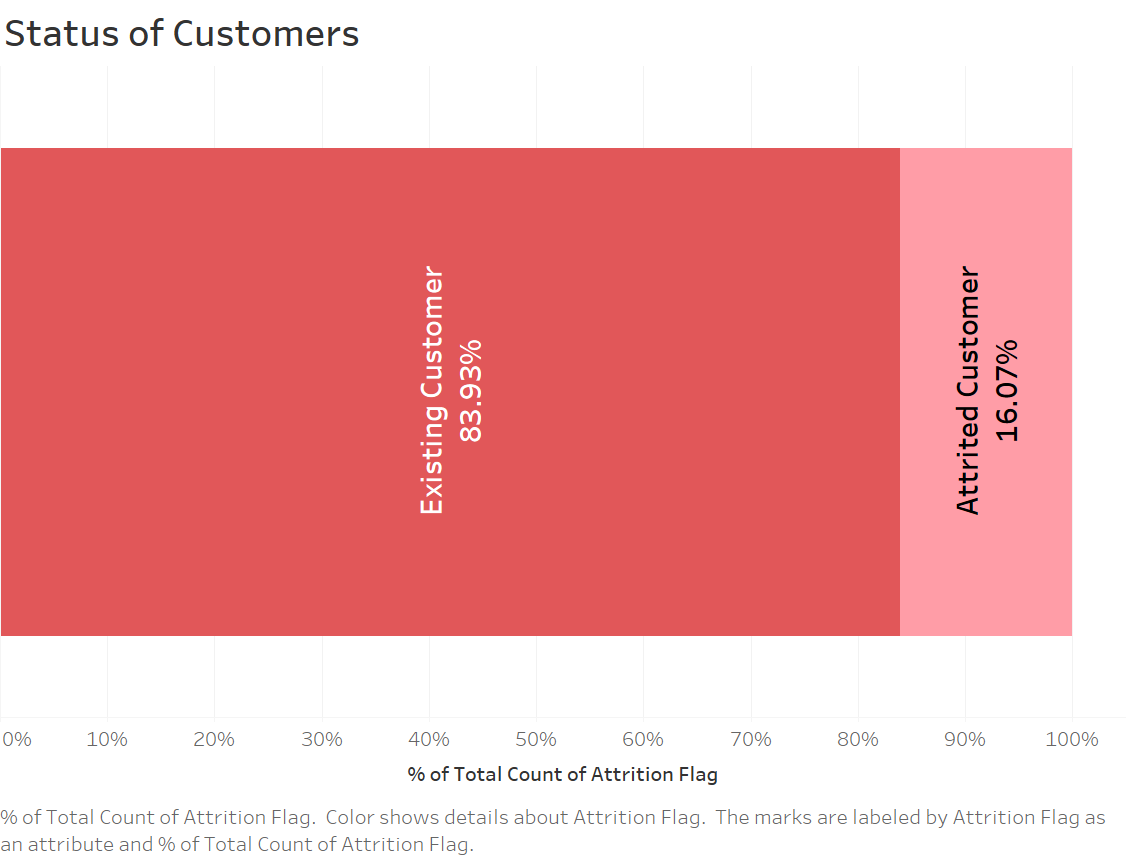 Status of Customers
Existing Customer
83.93%
Attrited Customer
16.07%
0% 10% 20% 30% 40% 50% 60% 70% 80% 90% 100%
% of Total Count of Attrition Flag
% of Total Count of Attrition Flag.  Color shows details about Attrition Flag.  The marks are labeled by Attrition Flag as
an attribute and % of Total Count of Attrition Flag.